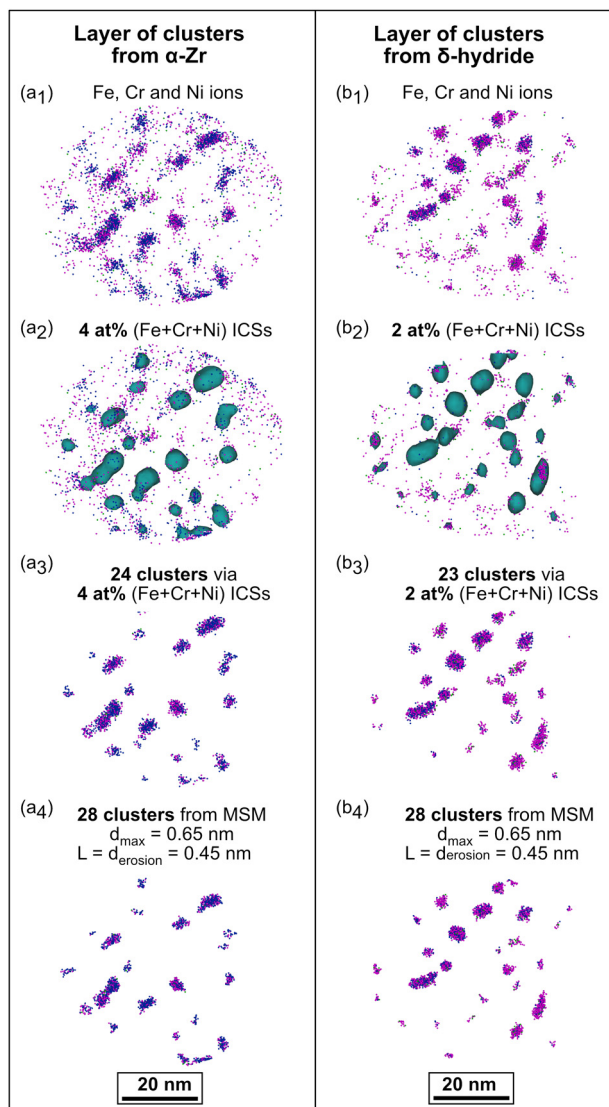 Layer of clusters
from α-Zr
(a₁) Fe, Cr and Ni ions
(a₂) 4 at% (Fe+Cr+Ni) ICSs
(a₃) 24 clusters via
4 at% (Fe+Cr+Ni) ICSs
(a₄) 28 clusters from MSM
dmax = 0.65 nm
L = derosion = 0.45 nm
20 nm
Layer of clusters
from δ-hydride
(b₁) Fe, Cr and Ni ions
(b₂) 2 at% (Fe+Cr+Ni) ICSs
(b₃) 23 clusters via
2 at% (Fe+Cr+Ni) ICSs
(b₄) 28 clusters from MSM
dmax = 0.65 nm
L = derosion = 0.45 nm
20 nm